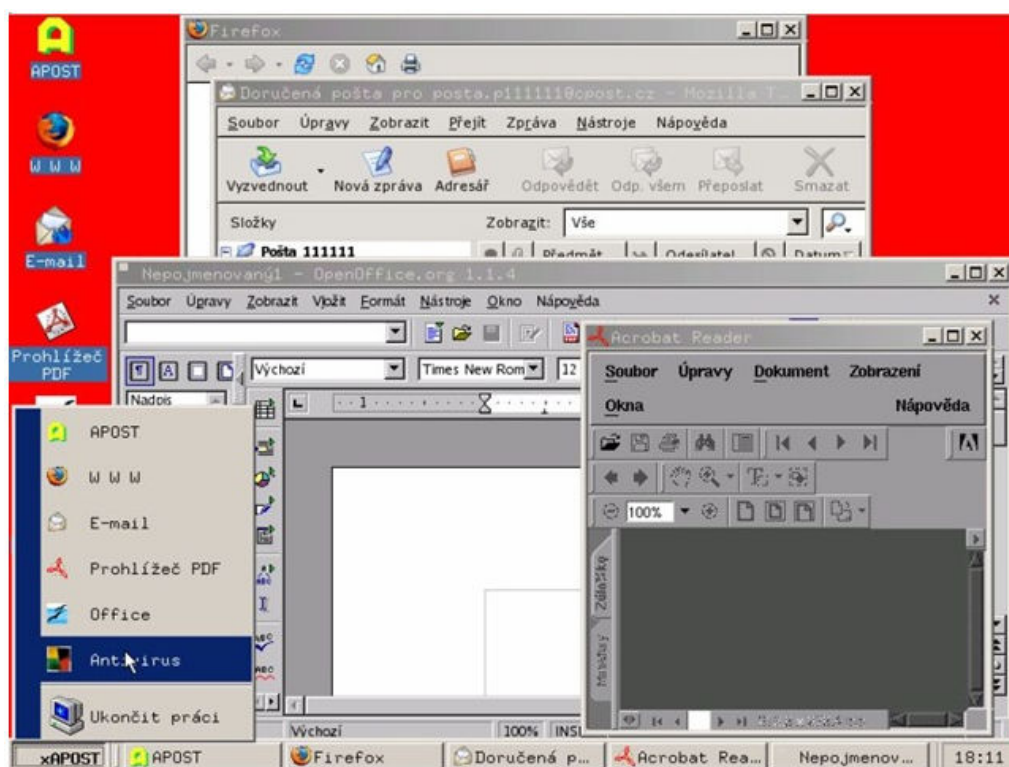 APOST
W W W
E-mail
Prohlížeč
PDF
Firefox
Doručená pošta pro posta.p111111@cpost.cz - Mozilla T...
Soubor Úpravy Zobrazit Přejít Zpráva Nástroje Nápověda
Vyzvednout Nová zpráva Adresář Odpovědět Odp. všem Přeposlat Smazat
Složky Zobrazit: Vše
Pošta 111111 Předmět Odesílatel Datum
Nepojmenovaný1 - OpenOffice.org 1.1.4
Soubor Úpravy Zobrazit Vložit Formát Nástroje Okno Nápověda
Výchozí Times New Rom 12
Nadpis
1
Acrobat Reader
Soubor Úpravy Dokument Zobrazení
Okna Nápověda
100%
Záložky
APOST
W W W
E-mail
Prohlížeč PDF
Office
Antivirus
Ukončit práci
Výchozí 100% INS
xAPOST APOST Firefox Doručená p... Acrobat Rea... Nepojmenov... 18:11